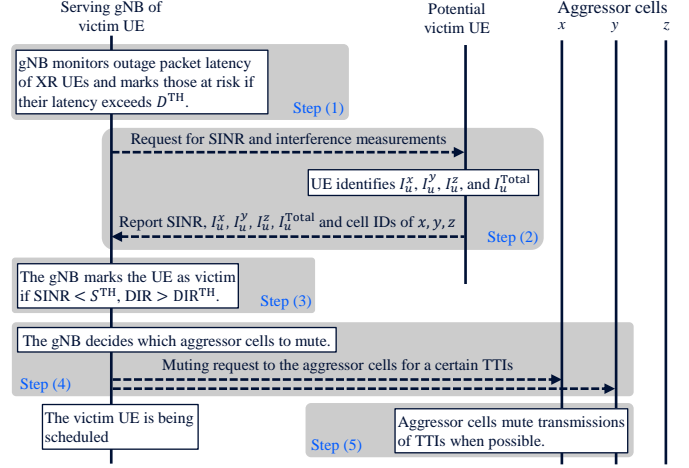 Serving gNB of
victim UE
Potential
victim UE
Aggressor cells
x y z
gNB monitors outage packet latency
of XR UEs and marks those at risk if
their latency exceeds D^TH.
Step (1)
Request for SINR and interference measurements
UE identifies I_u^x, I_u^y, I_u^z, and I_u^Total
Report SINR, I_u^x, I_u^y, I_u^z, I_u^Total and cell IDs of x, y, z
Step (2)
The gNB marks the UE as victim
if SINR < S^TH, DIR > DIR^TH.
Step (3)
The gNB decides which aggressor cells to mute.
Muting request to the aggressor cells for a certain TTIs
Step (4)
The victim UE is being
scheduled
Aggressor cells mute transmissions
of TTIs when possible.
Step (5)